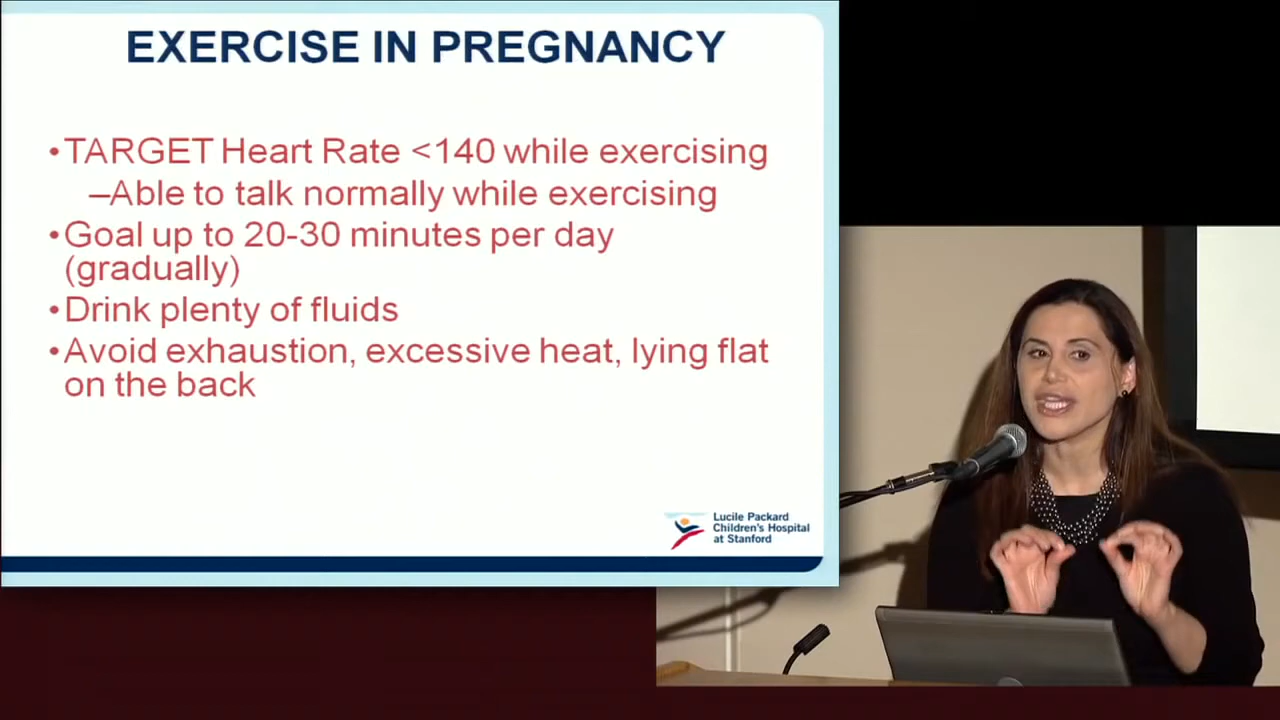 EXERCISE IN PREGNANCY
•TARGET Heart Rate <140 while exercising
–Able to talk normally while exercising
•Goal up to 20-30 minutes per day
(gradually)
•Drink plenty of fluids
•Avoid exhaustion, excessive heat, lying flat
on the back
Lucile Packard
Children's Hospital
at Stanford